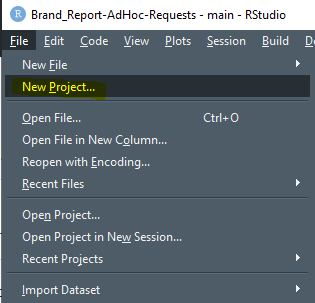 R Brand_Report-AdHoc-Requests - main - RStudio
File Edit Code View Plots Session Build D
New File
New Project...
Open File... Ctrl+O
Open File in New Column...
Reopen with Encoding...
Recent Files
Open Project...
Open Project in New Session...
Recent Projects
Import Dataset